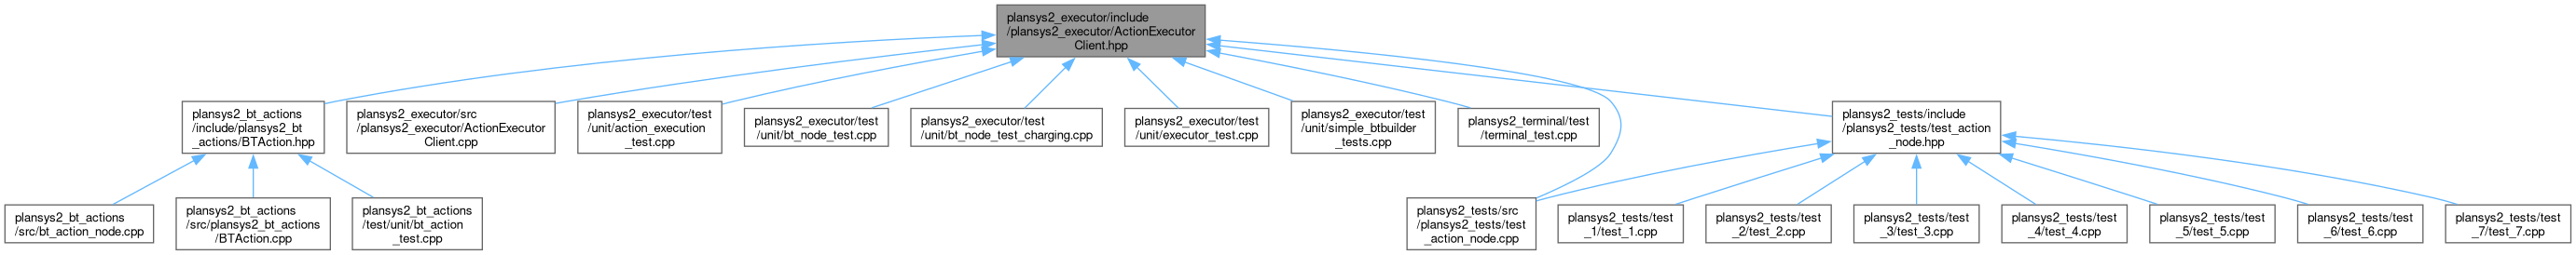 plansys2_executor/include
/plansys2_executor/ActionExecutor
Client.hpp
plansys2_bt_actions
/include/plansys2_bt
_actions/BTAction.hpp
plansys2_executor/src
/plansys2_executor/ActionExecutor
Client.cpp
plansys2_executor/test
/unit/action_execution
_test.cpp
plansys2_executor/test
/unit/bt_node_test.cpp
plansys2_executor/test
/unit/bt_node_test_charging.cpp
plansys2_executor/test
/unit/executor_test.cpp
plansys2_executor/test
/unit/simple_btbuilder
_tests.cpp
plansys2_terminal/test
/terminal_test.cpp
plansys2_tests/include
/plansys2_tests/test_action
_node.hpp
plansys2_bt_actions
/src/bt_action_node.cpp
plansys2_bt_actions
/src/plansys2_bt_actions
/BTAction.cpp
plansys2_bt_actions
/test/unit/bt_action
_test.cpp
plansys2_tests/src
/plansys2_tests/test
_action_node.cpp
plansys2_tests/test
_1/test_1.cpp
plansys2_tests/test
_2/test_2.cpp
plansys2_tests/test
_3/test_3.cpp
plansys2_tests/test
_4/test_4.cpp
plansys2_tests/test
_5/test_5.cpp
plansys2_tests/test
_6/test_6.cpp
plansys2_tests/test
_7/test_7.cpp